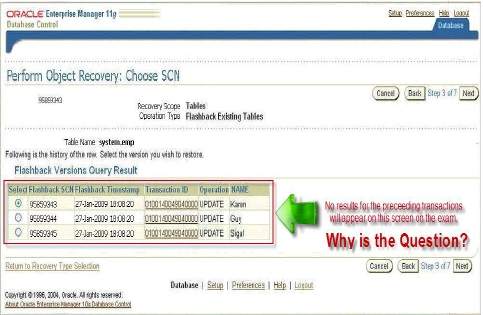 ORACLE Enterprise Manager 11g
Database Control
Setup Preferences Help Logout
Database
Perform Object Recovery: Choose SCN
95859343
Cancel Back Step 3 of 7 Next
Recovery Scope Tables
Operation Type Flashback Existing Tables
Table Name system.emp
Following is the history of the row. Select the version you wish to restore.
Flashback Versions Query Result
Select Flashback SCN Flashback Timestamp Transaction ID Operation NAME
95859343 27-Jan-2009 18:08:20 0100140049040000 UPDATE Karen
95859344 27-Jan-2009 18:08:20 0100140049040000 UPDATE Guy
95859345 27-Jan-2009 18:08:20 0100140049040000 UPDATE Sigal
No results for the preceeding transactions
will appear on this screen on the exam.
Why is the Question?
Return to Recovery Type Selection
Cancel Back Step 3 of 7 Next
Database | Setup | Preferences | Help | Logout
Copyright © 1996, 2004, Oracle. All rights reserved.
About Oracle Enterprise Manager 10g Database Control